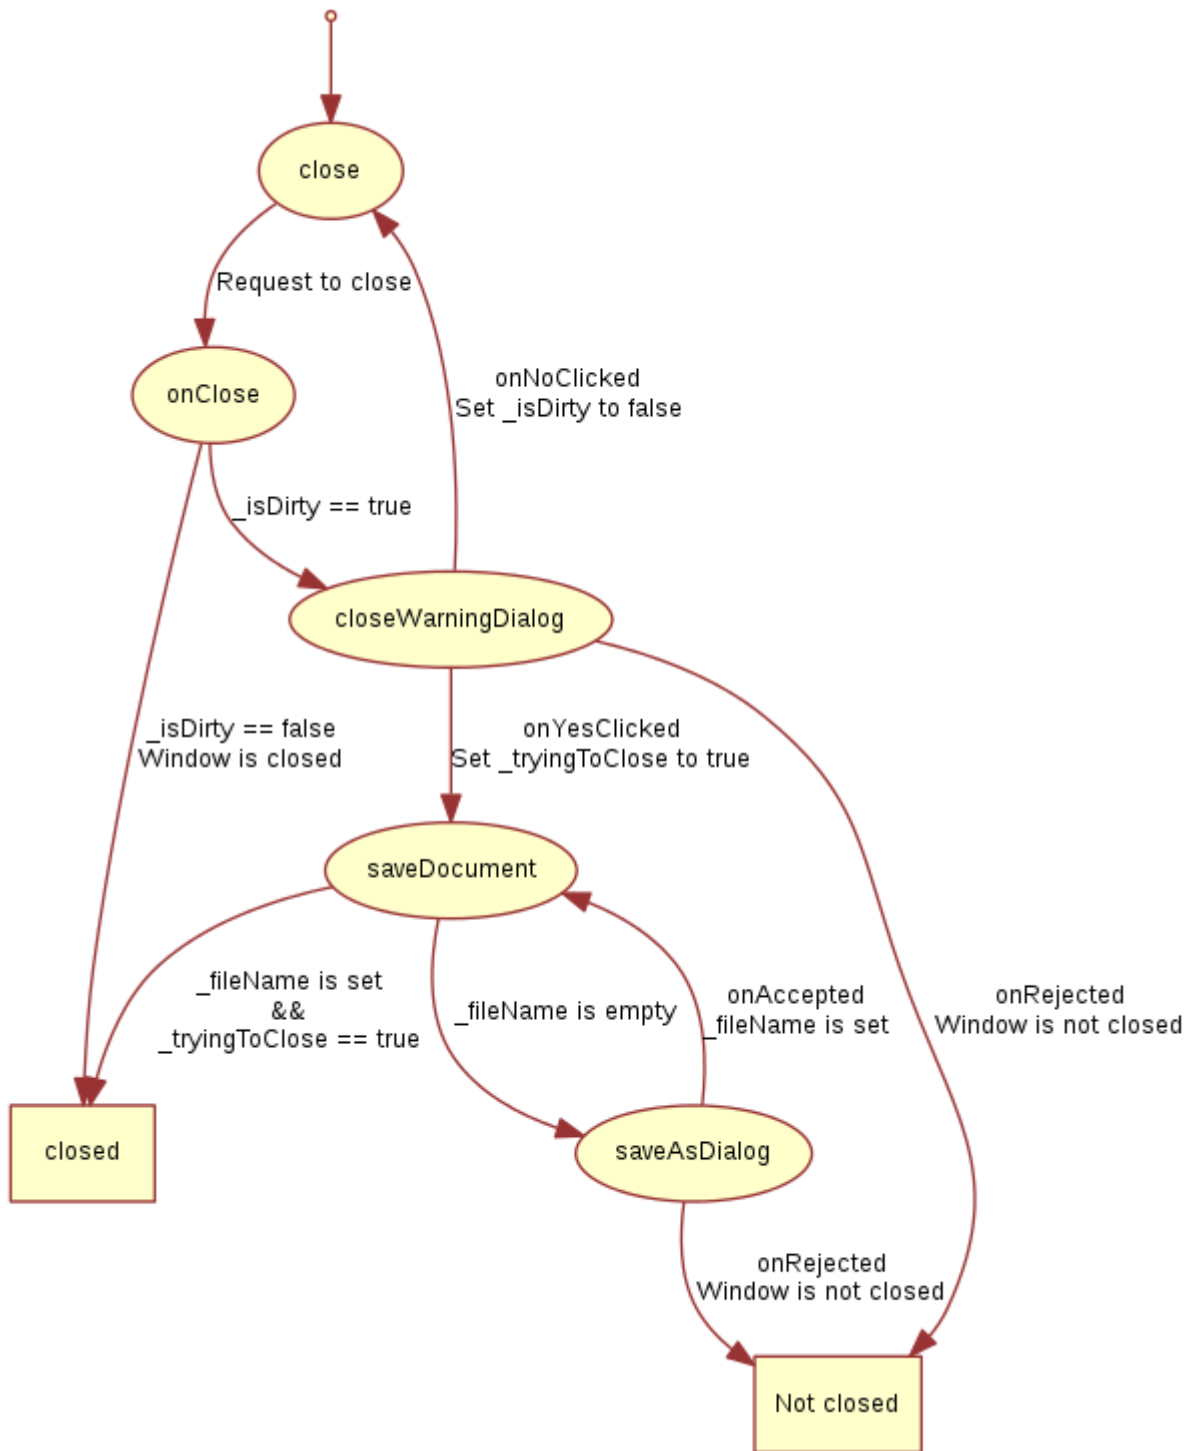 close
Request to close
onNoClicked
Set _isDirty to false
onClose
_isDirty == true
closeWarningDialog
_isDirty == false
Window is closed
onYesClicked
Set _tryingToClose to true
saveDocument
_fileName is set
&&
_tryingToClose == true
_fileName is empty
onAccepted
_fileName is set
onRejected
Window is not closed
closed
saveAsDialog
onRejected
Window is not closed
Not closed